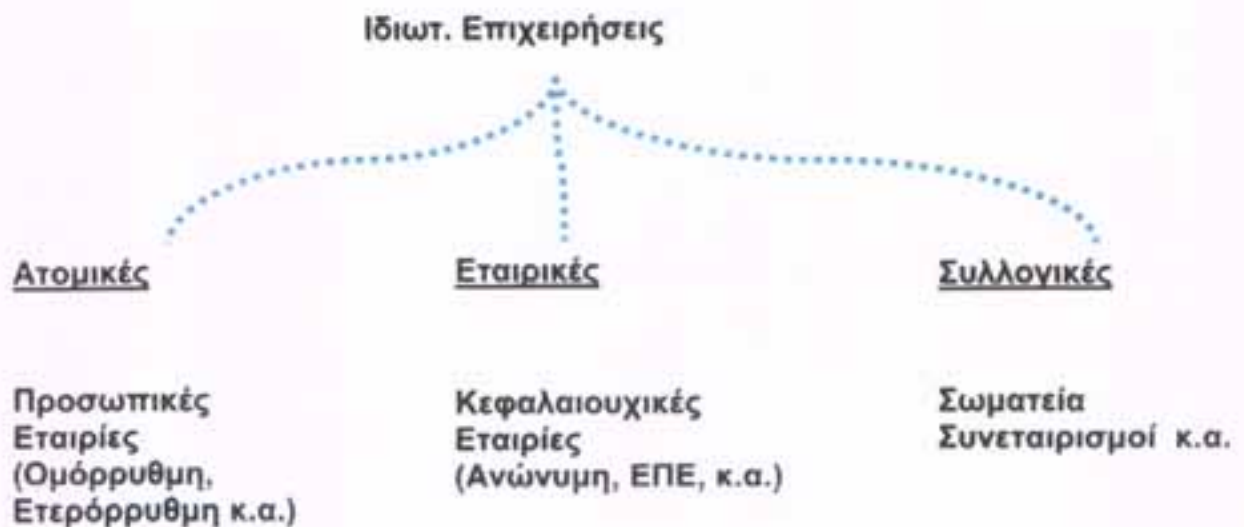 Ιδιωτ. Επιχειρήσεις
Ατομικές
Εταιρικές
Συλλογικές
Προσωπικές
Εταιρίες
(Ομόρρυθμη,
Ετερόρρυθμη κ.α.)
Κεφαλαιουχικές
Εταιρίες
(Ανώνυμη, ΕΠΕ, κ.α.)
Σωματεία
Συνεταιρισμοί κ.α.